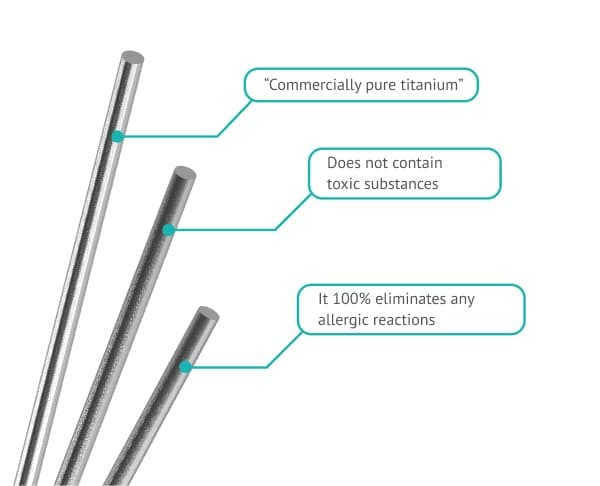 “Commercially pure titanium”
Does not contain
toxic substances
It 100% eliminates any
allergic reactions